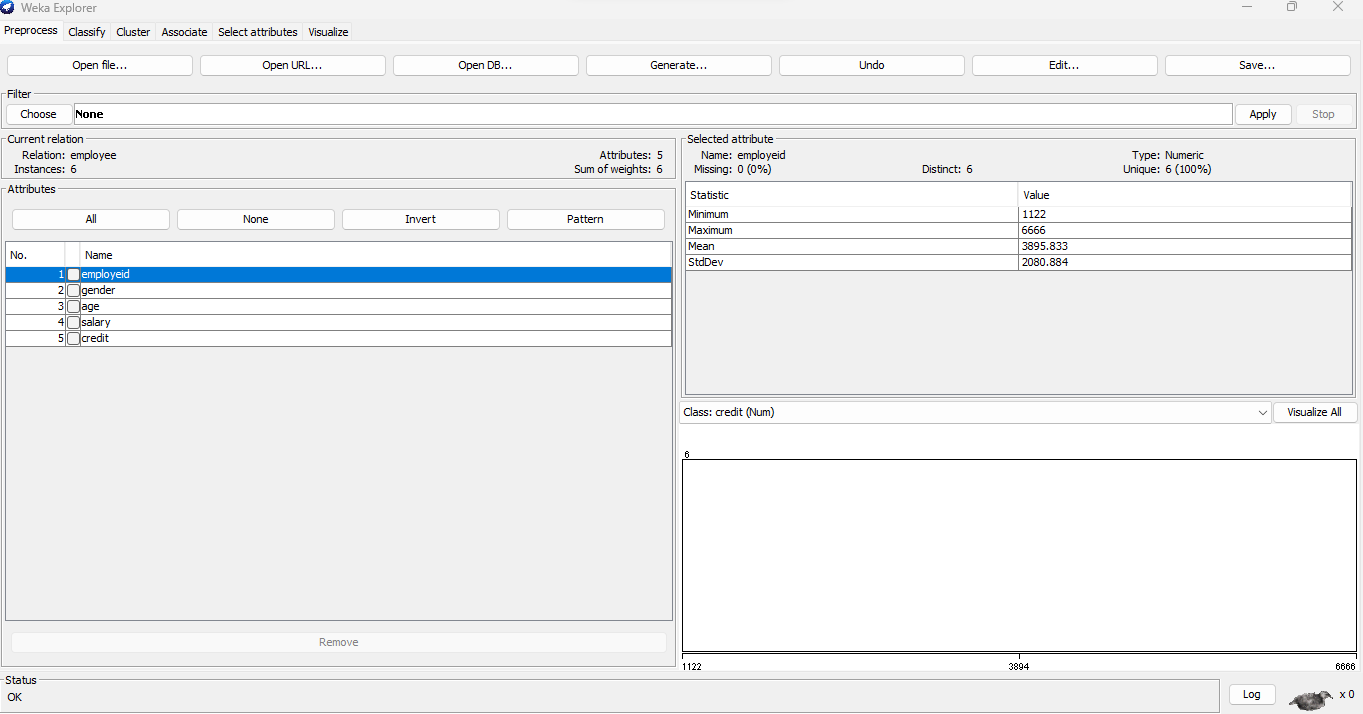 Weka Explorer
Preprocess Classify Cluster Associate Select attributes Visualize
Open file... Open URL... Open DB... Generate... Undo Edit... Save...
Filter
Choose None Apply Stop
Current relation
Relation: employee Attributes: 5
Instances: 6 Sum of weights: 6
Attributes
All None Invert Pattern
No. Name
1 employeid
2 gender
3 age
4 salary
5 credit
Remove
Selected attribute
Name: employeid Type: Numeric
Missing: 0 (0%) Distinct: 6 Unique: 6 (100%)
Statistic Value
Minimum 1122
Maximum 6666
Mean 3895.833
StdDev 2080.884
Class: credit (Num) Visualize All
6
1122 3894 6666
Status
OK Log x 0